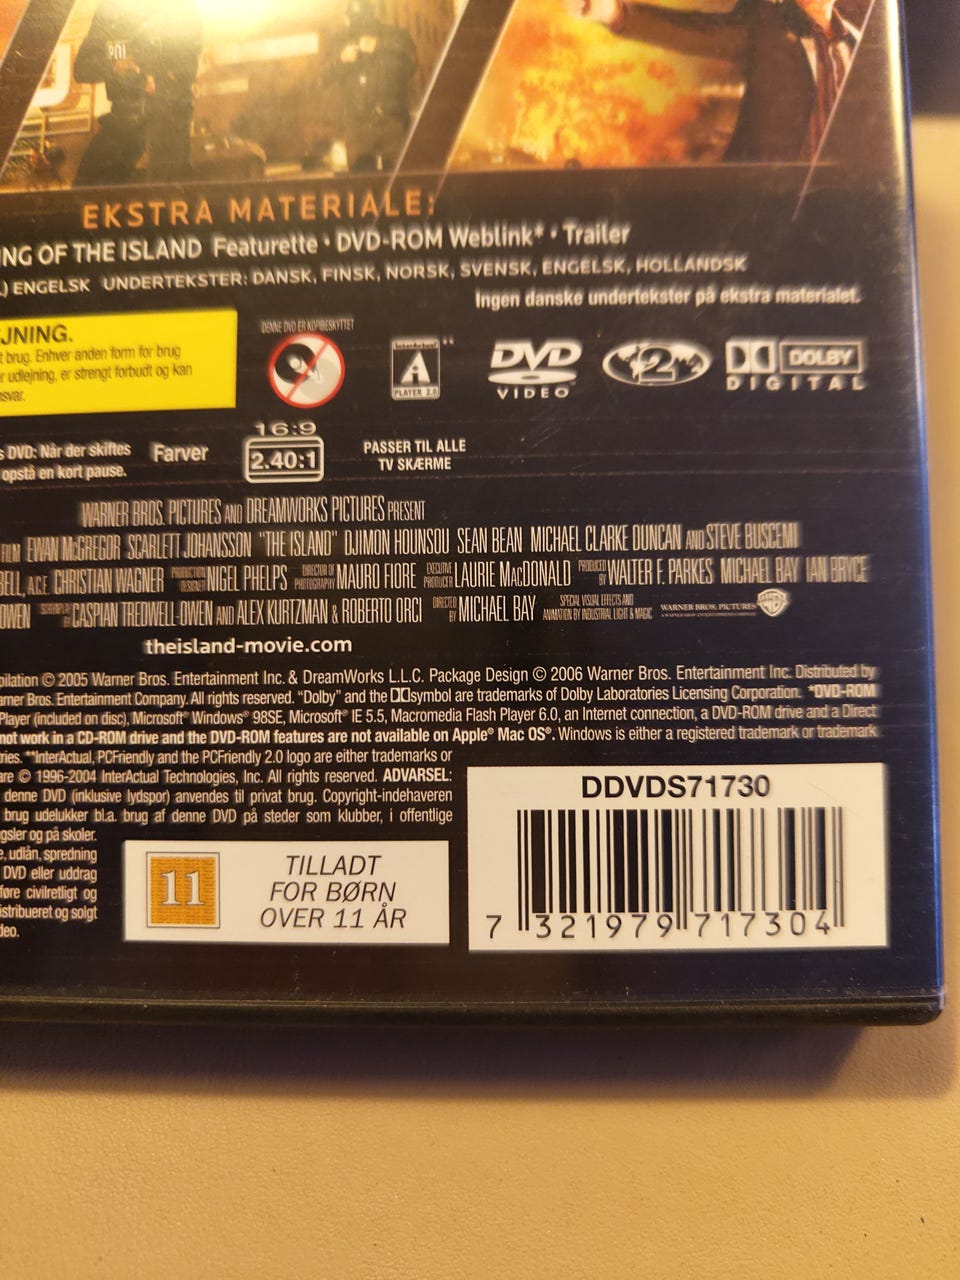 POL
EKSTRA MATERIALE:
NG OF THE ISLAND Featurette • DVD-ROM Weblink* • Trailer
.) ENGELSK UNDERTEKSTER: DANSK, FINSK, NORSK, SVENSK, ENGELSK, HOLLANDSK
Ingen danske undertekster på ekstra materialet.
JNING.
t brug. Enhver anden form for brug
r udlejning, er strengt forbudt og kan
nsvar.
DENNE DVD ER KOPIBESKYTTET
InterActual
A
PLAYER 2.0
**
DVD
VIDEO
2
DOLBY
DIGITAL
s DVD: Når der skiftes
opstå en kort pause.
Farver
16:9
2.40:1
PASSER TIL ALLE
TV SKÆRME
WARNER BROS. PICTURES AND DREAMWORKS PICTURES PRESENT
FILM EWAN McGREGOR SCARLETT JOHANSSON "THE ISLAND" DJIMON HOUNSOU SEAN BEAN MICHAEL CLARKE DUNCAN AND STEVE BUSCEMI
BELL, A.C.E. CHRISTIAN WAGNER PRODUCTION DESIGNER NIGEL PHELPS DIRECTOR OF PHOTOGRAPHY MAURO FIORE EXECUTIVE PRODUCER LAURIE MacDONALD PRODUCED BY WALTER F. PARKES MICHAEL BAY IAN BRYCE
OWEN SCREENPLAY BY CASPIAN TREDWELL-OWEN AND ALEX KURTZMAN & ROBERTO ORCI DIRECTED BY MICHAEL BAY SPECIAL VISUAL EFFECTS AND ANIMATION BY INDUSTRIAL LIGHT & MAGIC WARNER BROS. PICTURES
theisland-movie.com
pilation © 2005 Warner Bros. Entertainment Inc. & DreamWorks L.L.C. Package Design © 2006 Warner Bros. Entertainment Inc. Distributed by
arner Bros. Entertainment Company. All rights reserved. "Dolby" and the symbol are trademarks of Dolby Laboratories Licensing Corporation. *DVD-ROM
Player (included on disc), Microsoft® Windows® 98SE, Microsoft® IE 5.5, Macromedia Flash Player 6.0, an Internet connection, a DVD-ROM drive and a Direct
not work in a CD-ROM drive and the DVD-ROM features are not available on Apple® Mac OS®. Windows is either a registered trademark or trademark
ries. **InterActual, PCFriendly and the PCFriendly 2.0 logo are either trademarks or
are © 1996-2004 InterActual Technologies, Inc. All rights reserved. ADVARSEL:
denne DVD (inklusive lydspor) anvendes til privat brug. Copyright-indehaveren
brug udelukker bl.a. brug af denne DVD på steder som klubber, i offentlige
gsler og på skoler.
e, udlån, spredning
DVD eller uddrag
føre civilretligt og
istribueret og solgt
deo.
11
TILLADT
FOR BØRN
OVER 11 ÅR
DDVDS71730
7 321979 717304